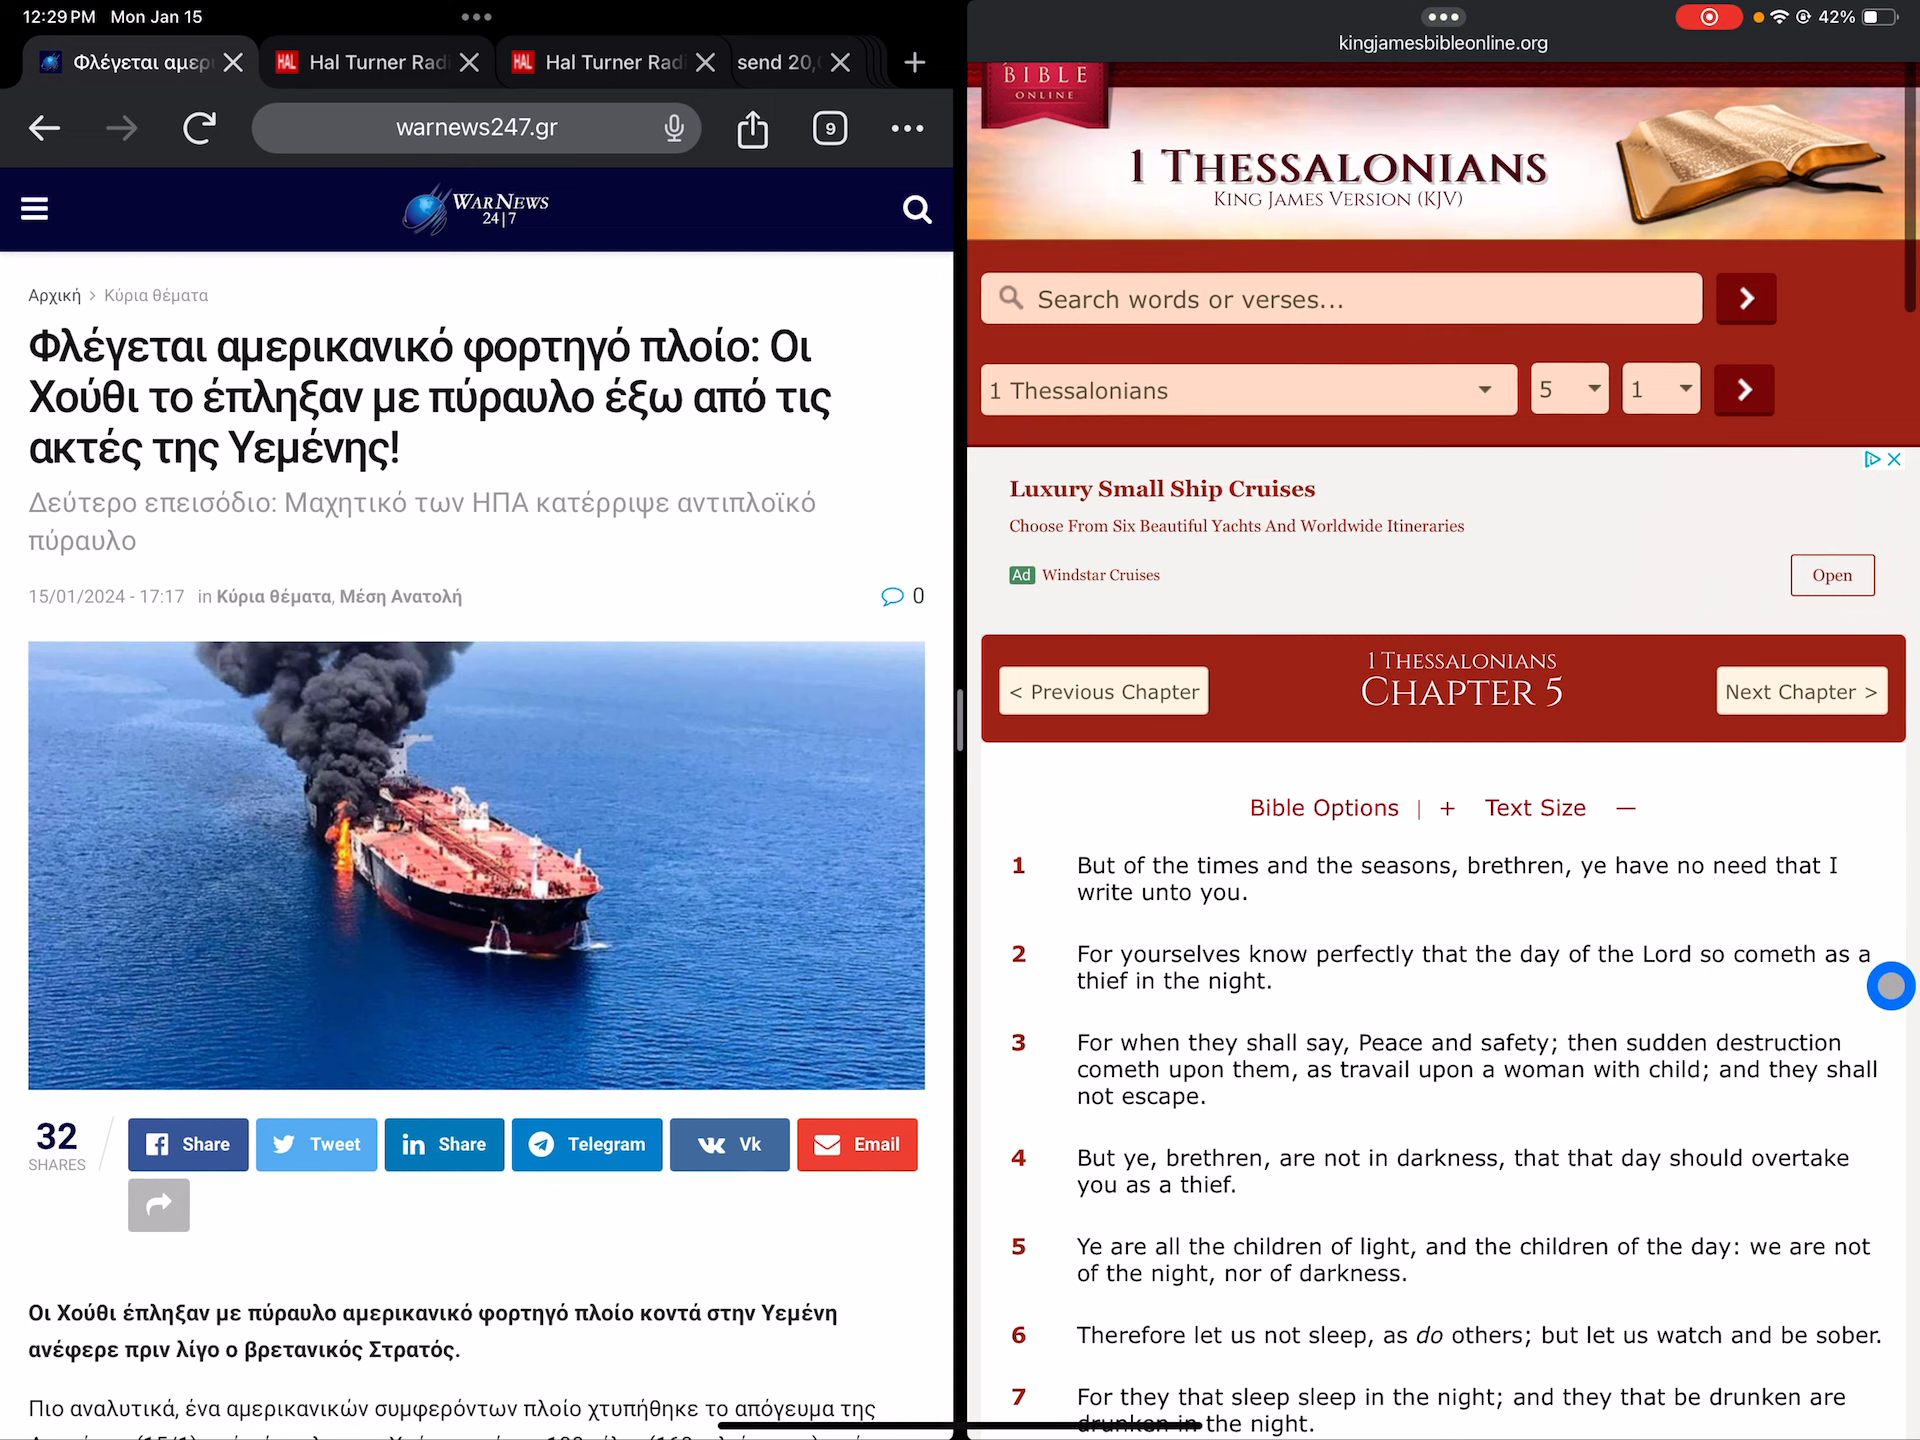 12:29 PM Mon Jan 15
Φλέγεται αμερι
HAL Hal Turner Rad
HAL Hal Turner Rad
send 20,
warnews247.gr
9
WAR NEWS
24|7
Αρχική > Κύρια θέματα
Φλέγεται αμερικανικό φορτηγό πλοίο: Οι
Χούθι το έπληξαν με πύραυλο έξω από τις
ακτές της Υεμένης!
Δεύτερο επεισόδιο: Μαχητικό των ΗΠΑ κατέρριψε αντιπλοϊκό
πύραυλο
15/01/2024 - 17:17 in Κύρια θέματα, Μέση Ανατολή
0
32
SHARES
Share
Tweet
Share
Telegram
Vk
Email
Οι Χούθι έπληξαν με πύραυλο αμερικανικό φορτηγό πλοίο κοντά στην Υεμένη
ανέφερε πριν λίγο ο βρετανικός Στρατός.
Πιο αναλυτικά, ένα αμερικανικών συμφερόντων πλοίο χτυπήθηκε το απόγευμα της
42%
kingjamesbibleonline.org
BIBLE
ONLINE
1 THESSALONIANS
KING JAMES VERSION (KJV)
Search words or verses...
1 Thessalonians 5 1
Luxury Small Ship Cruises
Choose From Six Beautiful Yachts And Worldwide Itineraries
Ad Windstar Cruises
Open
< Previous Chapter
1 THESSALONIANS
CHAPTER 5
Next Chapter >
Bible Options | + Text Size —
1 But of the times and the seasons, brethren, ye have no need that I
write unto you.
2 For yourselves know perfectly that the day of the Lord so cometh as a
thief in the night.
3 For when they shall say, Peace and safety; then sudden destruction
cometh upon them, as travail upon a woman with child; and they shall
not escape.
4 But ye, brethren, are not in darkness, that that day should overtake
you as a thief.
5 Ye are all the children of light, and the children of the day: we are not
of the night, nor of darkness.
6 Therefore let us not sleep, as do others; but let us watch and be sober.
7 For they that sleep sleep in the night; and they that be drunken are
drunken in the night.